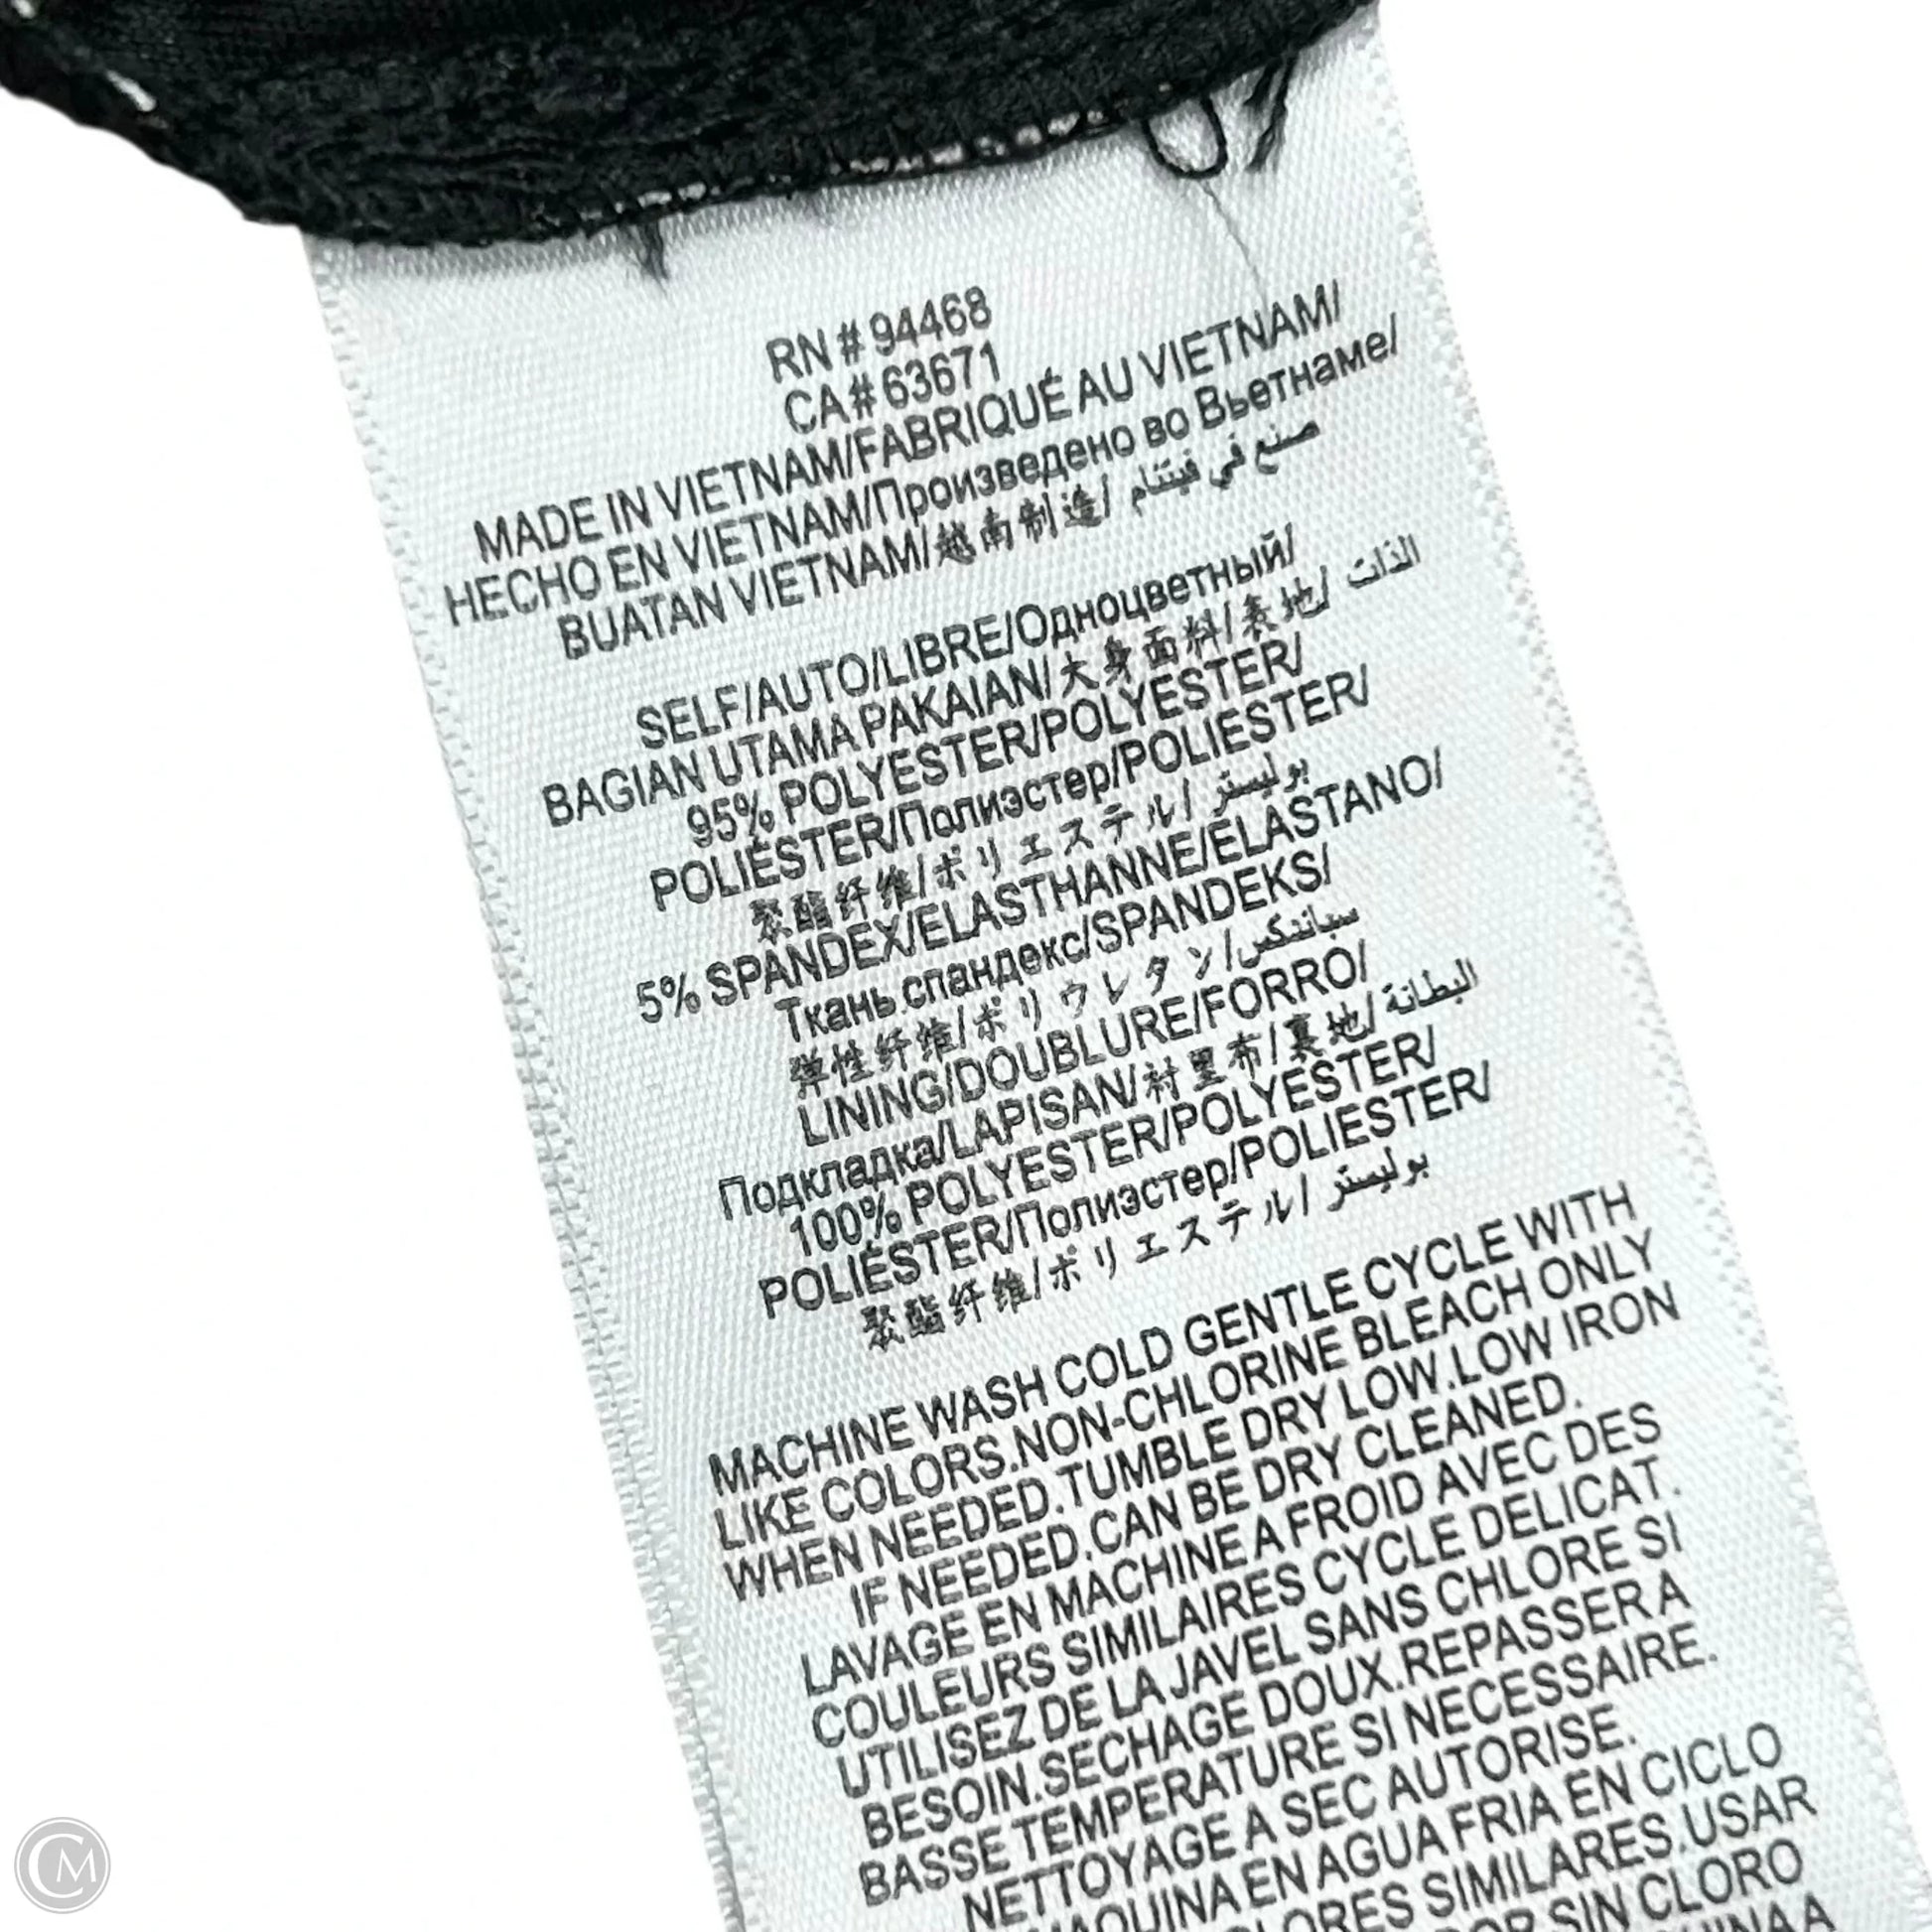 RN # 94468
CA# 63671
MADE IN VIETNAM/FABRIQUÉ AU VIETNAM/
HECHO EN VIETNAM/Произведено во Вьетнаме/
BUATAN VIETNAM/越南制造/ صنع في فيتنام
SELF/AUTO/LIBRE/Одноцветный/
BAGIAN UTAMA PAKAIAN/大身面料/表地/ الذات
95% POLYESTER/POLYESTER/
POLIÉSTER/Полиэстер/POLIESTER/
聚酯纤维/ポリエステル/ بوليستر
5% SPANDEX/ELASTHANNE/ELASTANO/
Ткань.спандекс/SPANDEKS/
弹性纤维/ポリウレタン/سباندكس
LINING/DOUBLURE/FORRO/
Подкладка/LAPISAN/衬里布/裏地/ البطانة
100% POLYESTER/POLYESTER/
POLIÉSTER/Полиэстер/POLIESTER/
聚酯纤维/ポリエステル/ بوليستر
MACHINE WASH COLD GENTLE CYCLE WITH
LIKE COLORS.NON-CHLORINE BLEACH ONLY
WHEN NEEDED.TUMBLE DRY LOW.LOW IRON
IF NEEDED.CAN BE DRY CLEANED.
LAVAGE EN MACHINE A FROID AVEC DES
COULEURS SIMILAIRES CYCLE DELICAT.
UTILISEZ DE LA JAVEL SANS CHLORE SI
BESOIN.SECHAGE DOUX.REPASSER A
BASSE TEMPERATURE SI NECESSAIRE.
NETTOYAGE A SEC AUTORISE.
EN AGUA FRIA EN CICLO
SIMILARES.USAR
SIN CLORO
CM